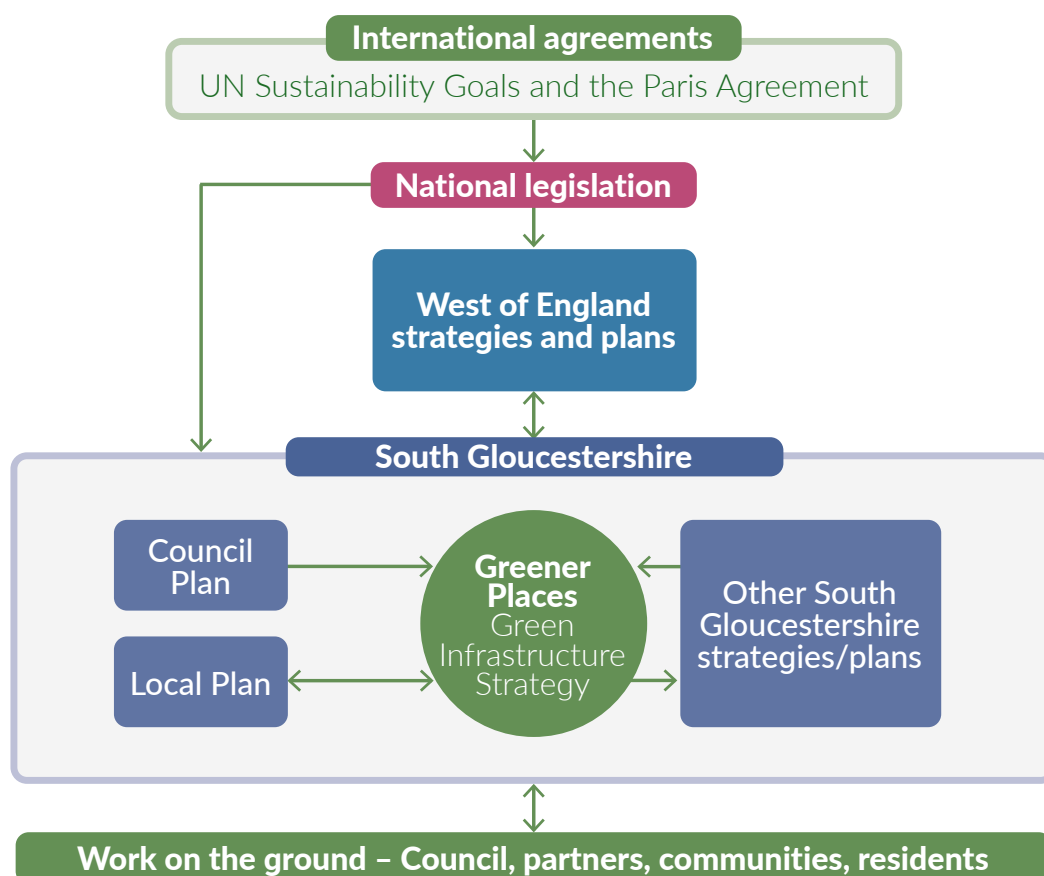 International agreements
UN Sustainability Goals and the Paris Agreement
National legislation
West of England
strategies and plans
South Gloucestershire
Council
Plan
Local Plan
Greener
Places
Green
Infrastructure
Strategy
Other South
Gloucestershire
strategies/plans
Work on the ground – Council, partners, communities, residents